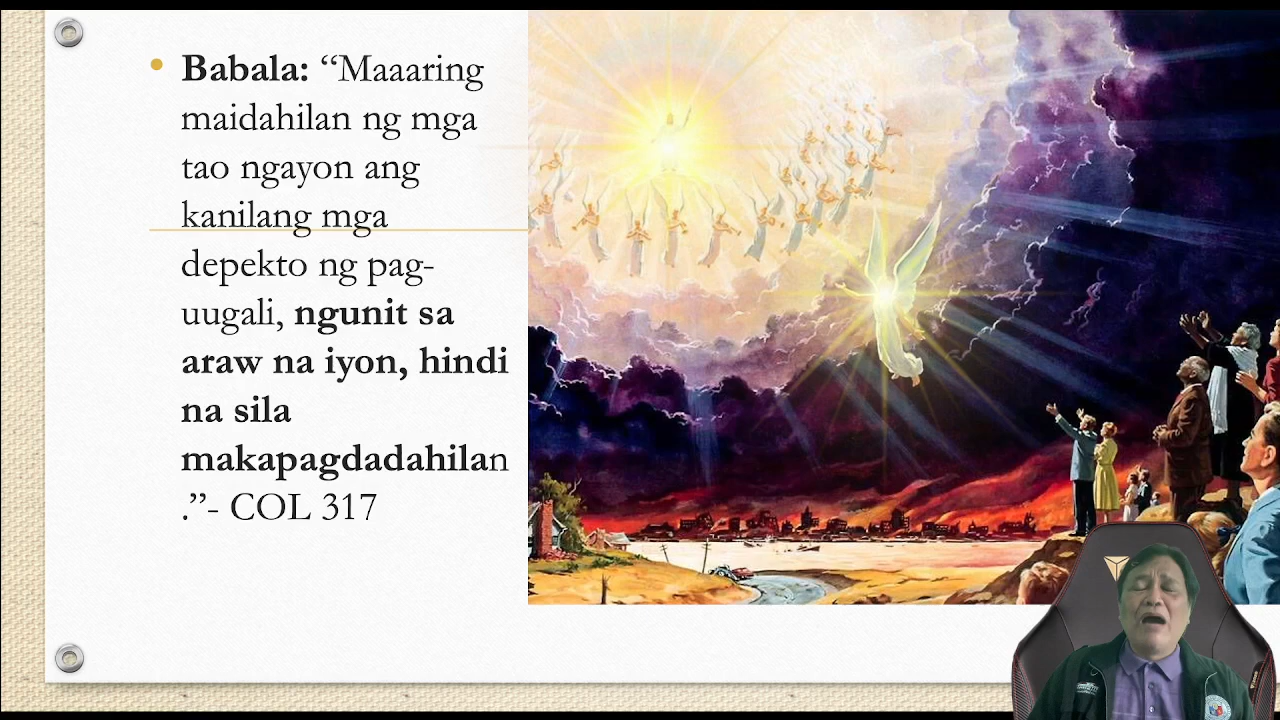 Babala: “Maaaring
maidahilan ng mga
tao ngayon ang
kanilang mga
depekto ng pag-
uugali, ngunit sa
araw na iyon, hindi
na sila
makapagdadahilan
.”- COL 317